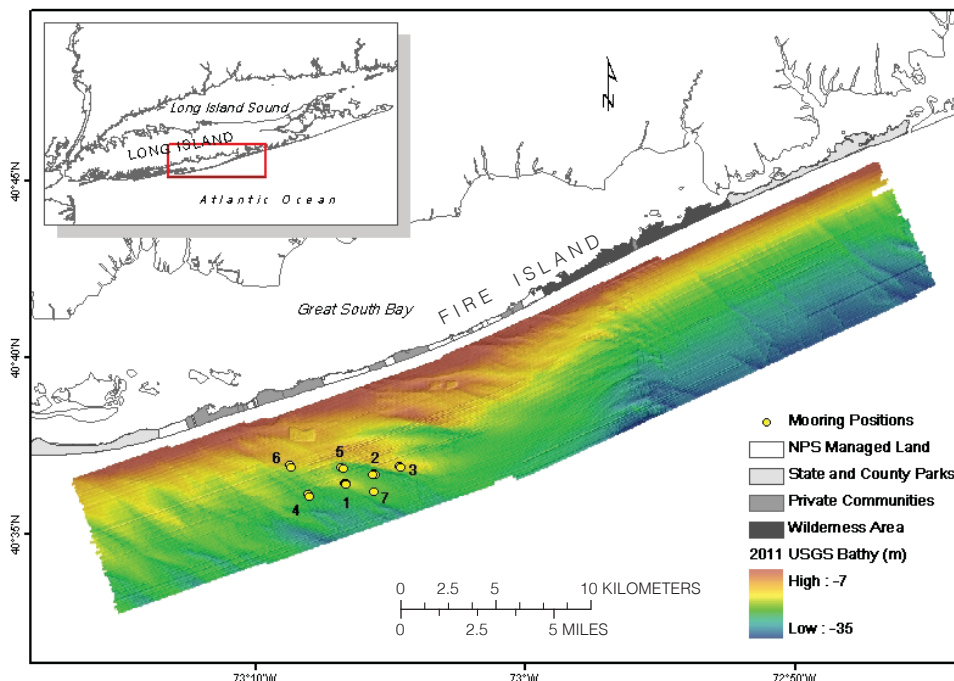 Long Island Sound
LONG ISLAND
Atlantic Ocean
40°45'N
40°40'N
40°35'N
Great South Bay
FIRE ISLAND
6
5
2
3
4
1
7
Mooring Positions
NPS Managed Land
State and County Parks
Private Communities
Wilderness Area
2011 USGS Bathy (m)
High : -7
Low : -35
0 2.5 5 10 KILOMETERS
0 2.5 5 MILES
73°10'W 73°W 72°50'W